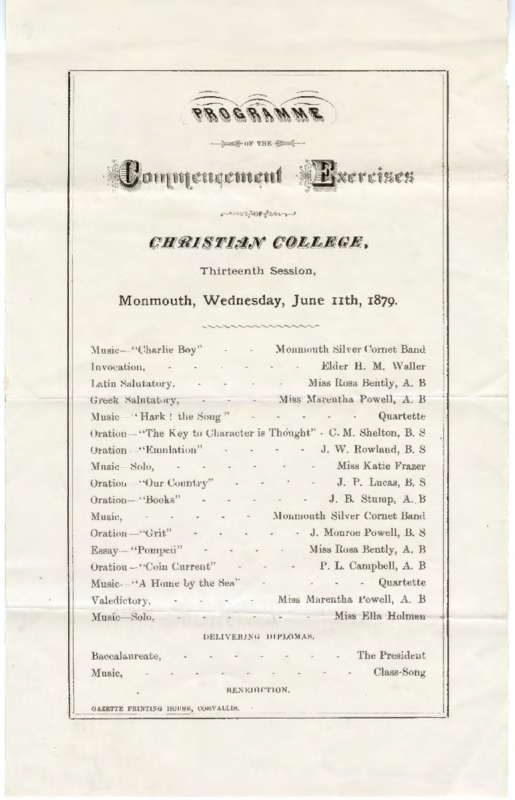 PROGRAMME
OF THE
Commencement Exercises
OF
CHRISTIAN COLLEGE,
Thirteenth Session,
Monmouth, Wednesday, June 11th, 1879.
Music—"Charlie Boy" - - Monmouth Silver Cornet Band
Invocation, - - - - - - Elder H. M. Waller
Latin Salutatory, - - - - Miss Rosa Bently, A. B
Greek Salutatory, - - - Miss Marentha Powell, A. B
Music—"Hark! the Song" - - - - - Quartette
Oration—"The Key to Character is Thought" - C. M. Shelton, B. S
Oration—"Emulation" - - - - J. W. Rowland, B. S
Music—Solo, - - - - - - Miss Katie Frazer
Oration—"Our Country" - - - - J. P. Lucas, B. S
Oration—"Books" - - - - - J. B. Stump, A. B
Music, - - - - Monmouth Silver Cornet Band
Oration—"Grit" - - - - J. Monroe Powell, B. S
Essay—"Pompeii" - - - - Miss Rosa Bently, A. B
Oration—"Coin Current" - - - P. L. Campbell, A. B
Music—"A Home by the Sea" - - - - Quartette
Valedictory, - - - - Miss Marentha Powell, A. B
Music—Solo, - - - - - - Miss Ella Holman
DELIVERING DIPLOMAS.
Baccalaureate, - - - - - - The President
Music, - - - - - - - - Class-Song
BENEDICTION.
GAZETTE PRINTING HOUSE, CORVALLIS.